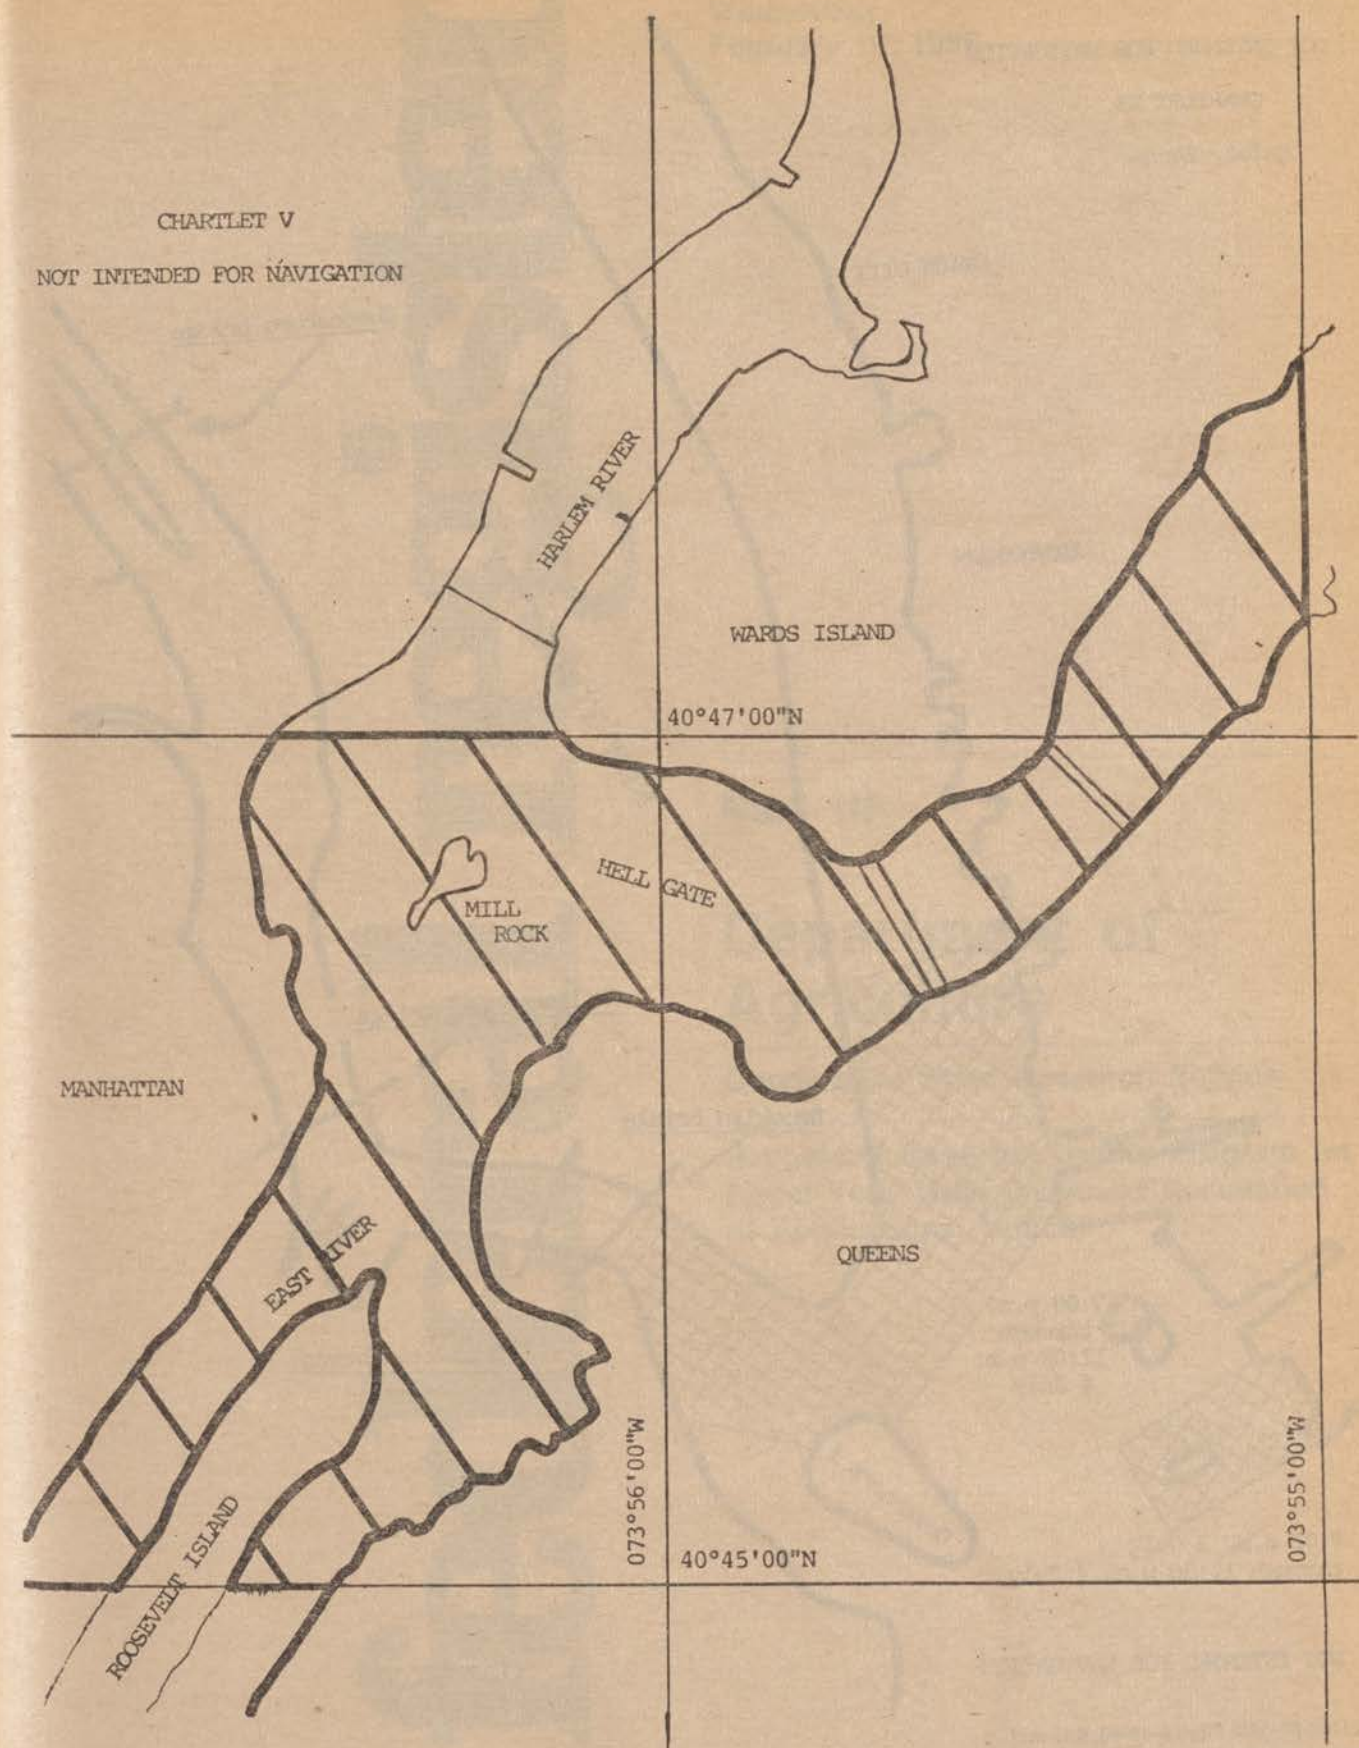 CHARTLET V
NOT INTENDED FOR NAVIGATION
HARLEM RIVER
WARDS ISLAND
40°47'00"N
HELL GATE
MILL
ROCK
MANHATTAN
EAST RIVER
QUEENS
ROOSEVELT ISLAND
073°56'00"W
073°55'00"W
40°45'00"N